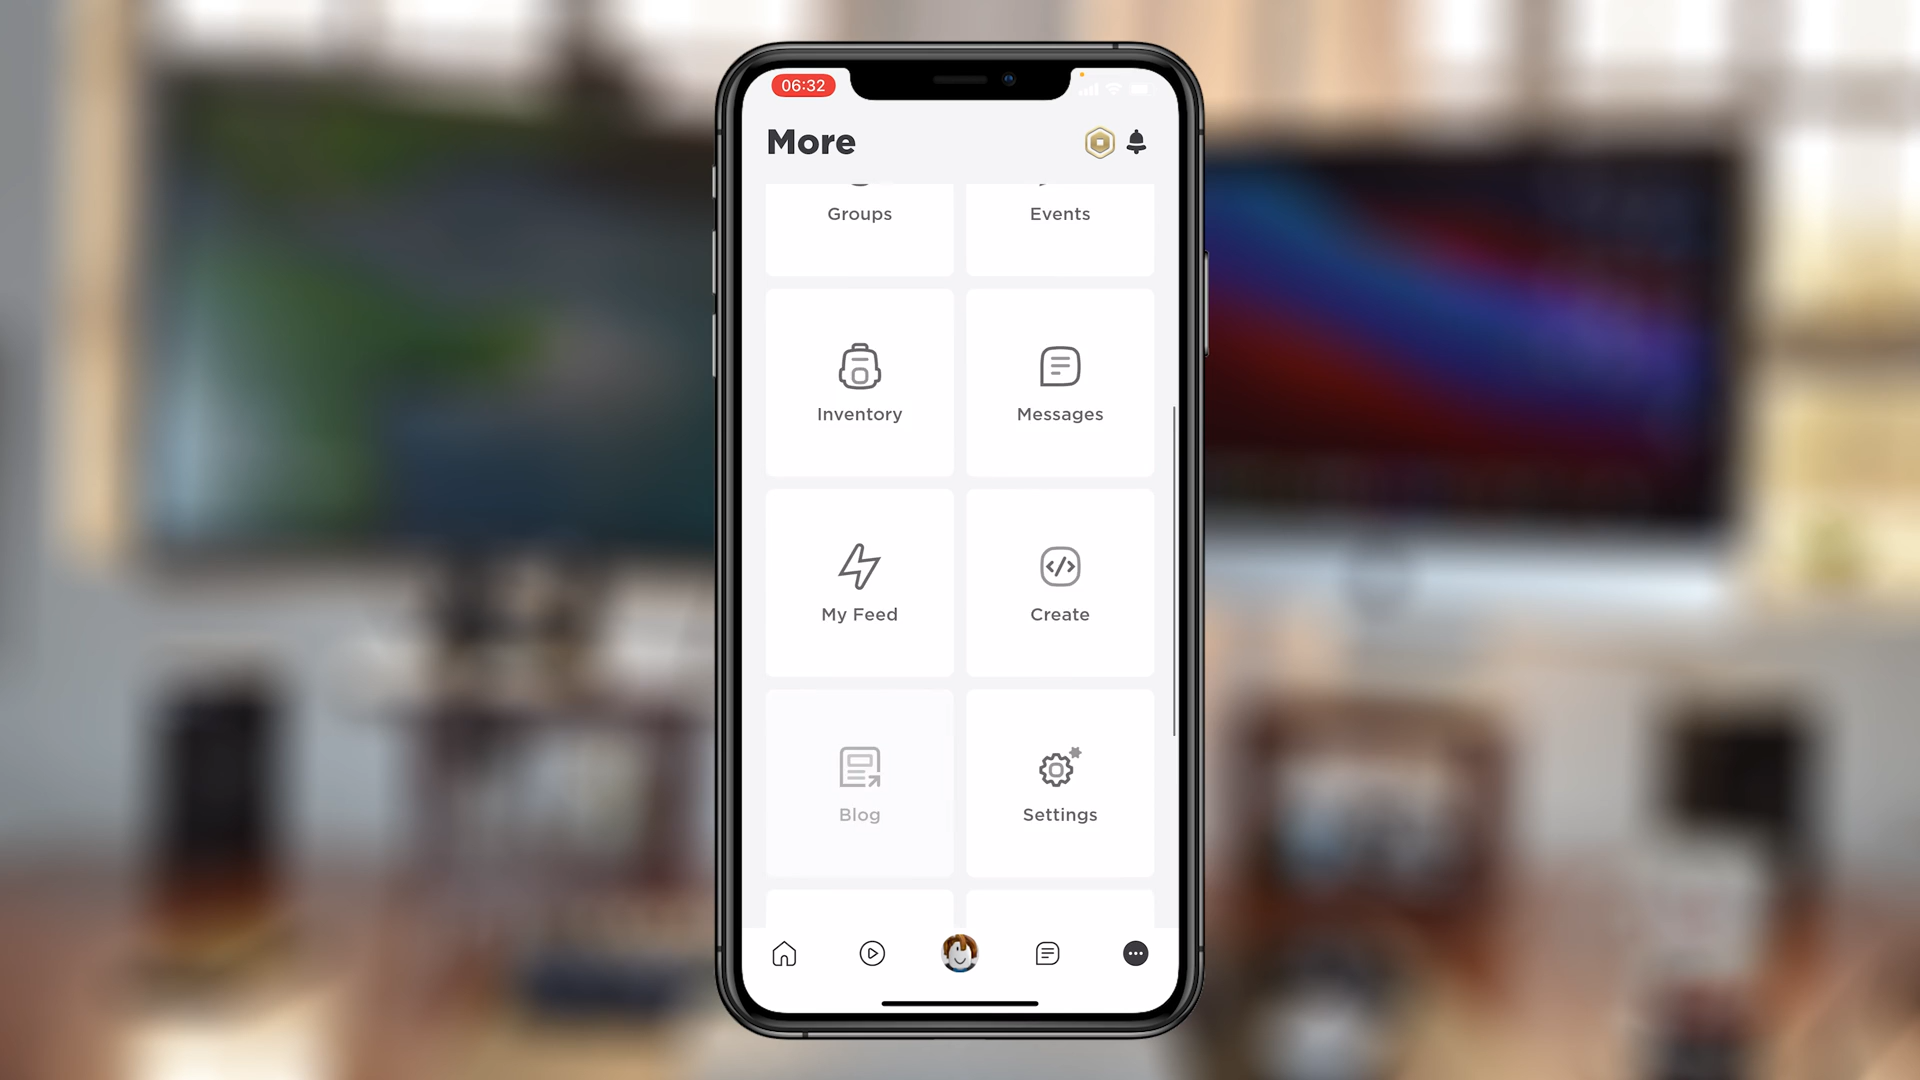 06:32
More
Groups
Events
Inventory
Messages
My Feed
Create
Blog
Settings